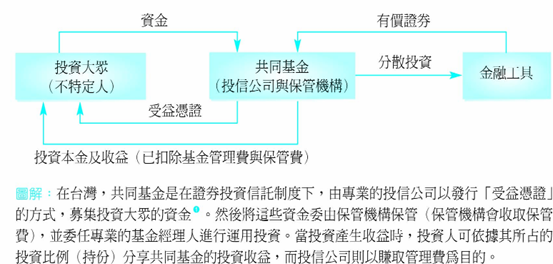 資金
有價證券
投資大眾
(不特定人)
共同基金
(投信公司與保管機構)
分散投資
金融工具
受益憑證
投資本金及收益(已扣除基金管理費與保管費)
圖解:在台灣,共同基金是在證券投資信託制度下,由專業的投信公司以發行「受益憑證」
的方式,募集投資大眾的資金❶。然後將這些資金委由保管機構保管(保管機構會收取保管
費),並委任專業的基金經理人進行運用投資。當投資產生收益時,投資人可依據其所占的
投資比例(持份)分享共同基金的投資收益,而投信公司則以賺取管理費為目的。